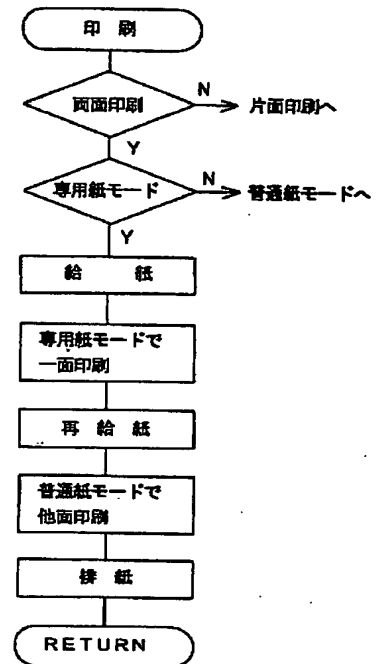 印 刷
両面印刷
N
片面印刷へ
Y
専用紙モード
N
普通紙モードへ
Y
給 紙
専用紙モードで
一面印刷
再 給 紙
普通紙モードで
他面印刷
排 紙
RETURN